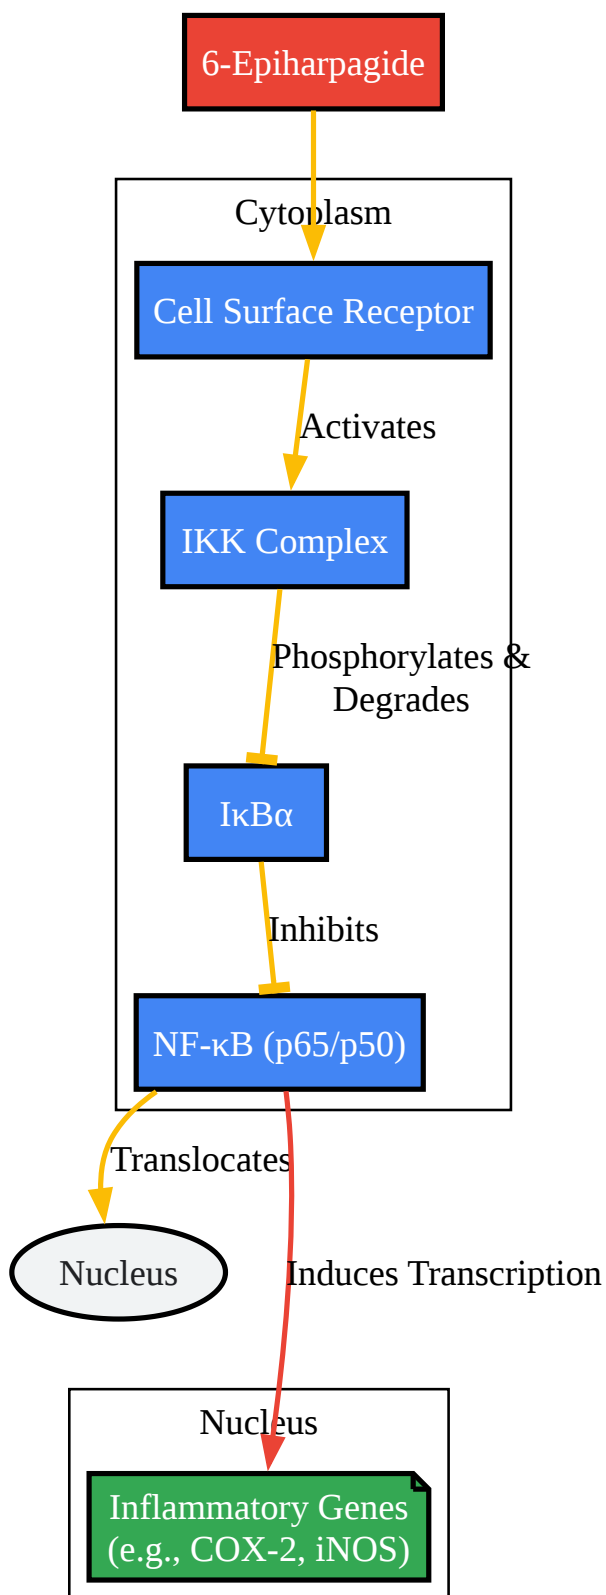 6-Epiharpagide
Cytoplasm
Cell Surface Receptor
Activates
IKK Complex
Phosphorylates &
Degrades
IκBα
Inhibits
NF-κB (p65/p50)
Translocates
Nucleus
Induces Transcription
Nucleus
Inflammatory Genes
(e.g., COX-2, iNOS)